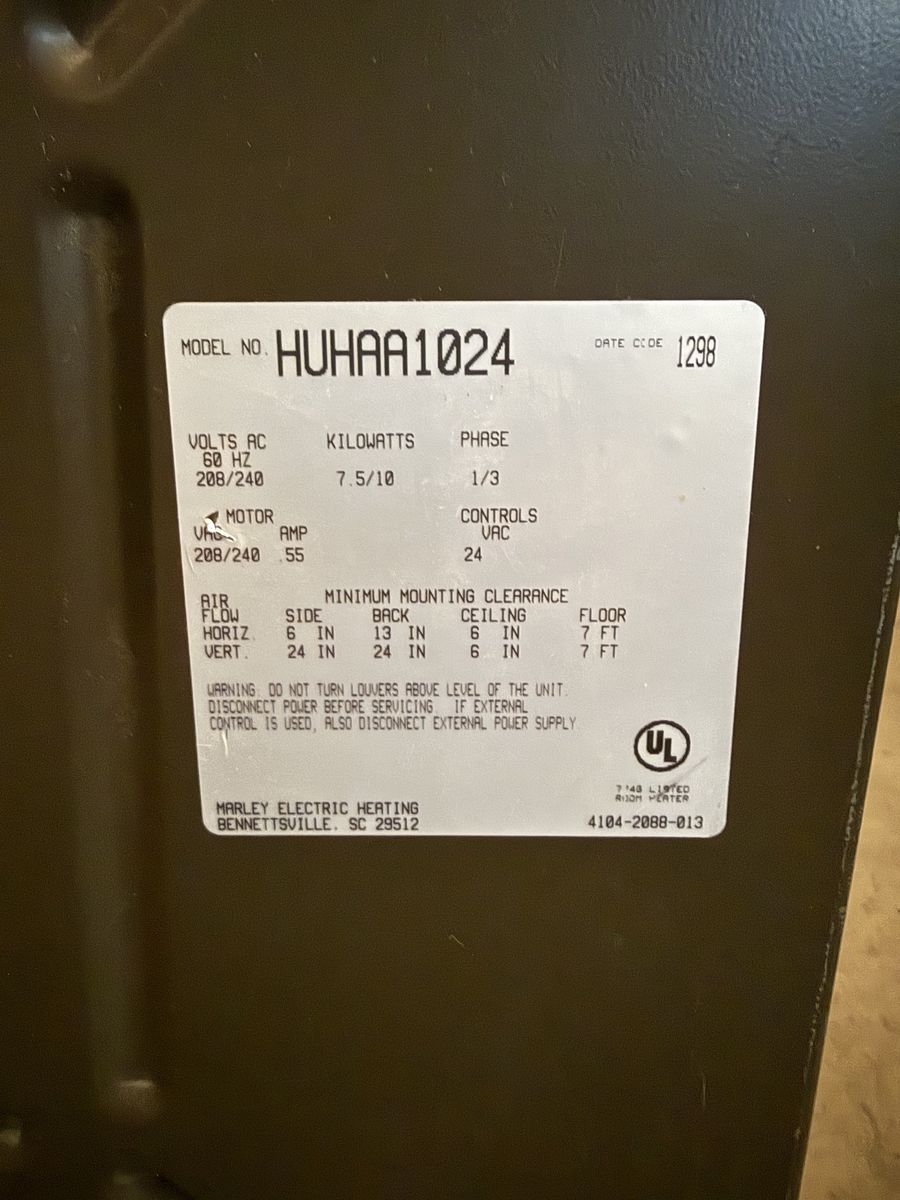 MODEL NO. HUHAA1024 DATE CODE 1298
VOLTS AC KILOWATTS PHASE
60 HZ
208/240 7.5/10 1/3
MOTOR CONTROLS
VAC AMP VAC
208/240 .55 24
AIR MINIMUM MOUNTING CLEARANCE
FLOW SIDE BACK CEILING FLOOR
HORIZ. 6 IN 13 IN 6 IN 7 FT
VERT. 24 IN 24 IN 6 IN 7 FT
WARNING: DO NOT TURN LOUVERS ABOVE LEVEL OF THE UNIT.
DISCONNECT POWER BEFORE SERVICING. IF EXTERNAL
CONTROL IS USED, ALSO DISCONNECT EXTERNAL POWER SUPPLY.
UL
LISTED
ROOM HEATER
MARLEY ELECTRIC HEATING
BENNETTSVILLE, SC 29512 4104-2088-013